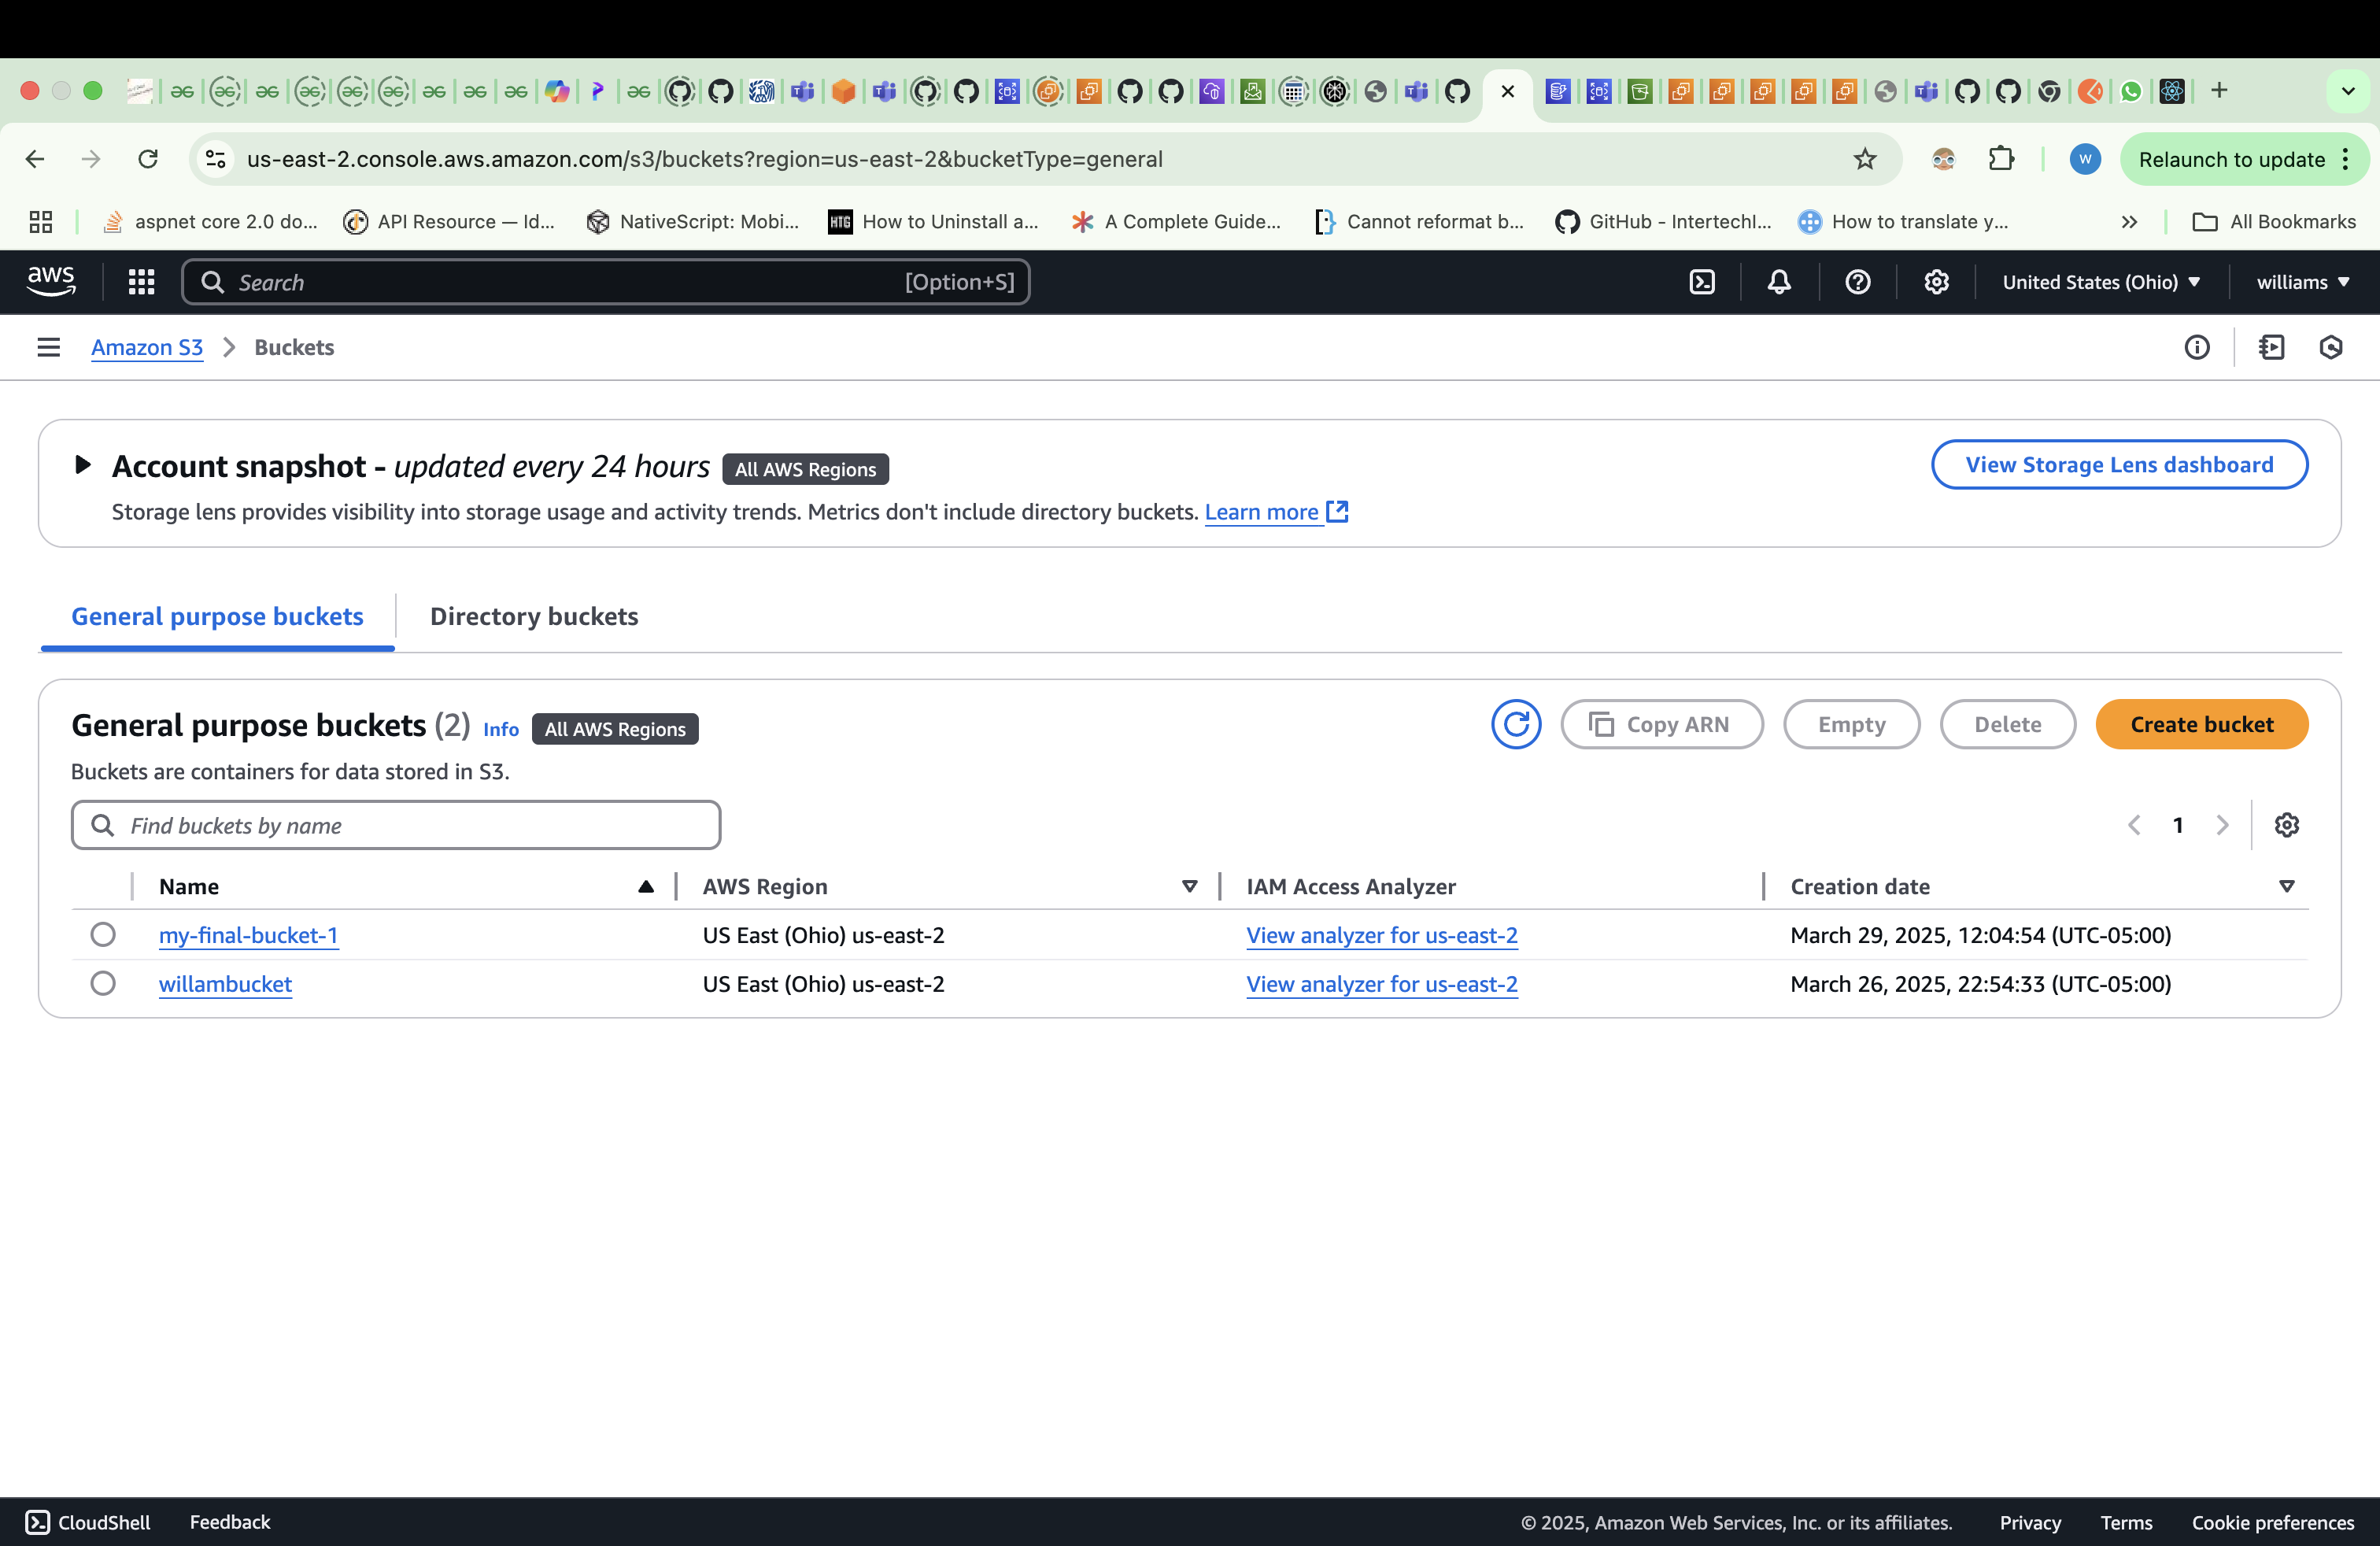 us-east-2.console.aws.amazon.com/s3/buckets?region=us-east-2&bucketType=general
W
Relaunch to update
aspnet core 2.0 do...
API Resource — Id...
NativeScript: Mobi...
HTG
How to Uninstall a...
A Complete Guide...
Cannot reformat b...
GitHub - Intertechl...
How to translate y...
All Bookmarks
aws
Search
[Option+S]
United States (Ohio)
williams
Amazon S3
Buckets
Account snapshot - updated every 24 hours
All AWS Regions
View Storage Lens dashboard
Storage lens provides visibility into storage usage and activity trends. Metrics don't include directory buckets. Learn more
General purpose buckets
Directory buckets
General purpose buckets (2)
Info
All AWS Regions
Copy ARN
Empty
Delete
Create bucket
Buckets are containers for data stored in S3.
Find buckets by name
1
Name
AWS Region
IAM Access Analyzer
Creation date
my-final-bucket-1
US East (Ohio) us-east-2
View analyzer for us-east-2
March 29, 2025, 12:04:54 (UTC-05:00)
willambucket
US East (Ohio) us-east-2
View analyzer for us-east-2
March 26, 2025, 22:54:33 (UTC-05:00)
CloudShell
Feedback
© 2025, Amazon Web Services, Inc. or its affiliates.
Privacy
Terms
Cookie preferences